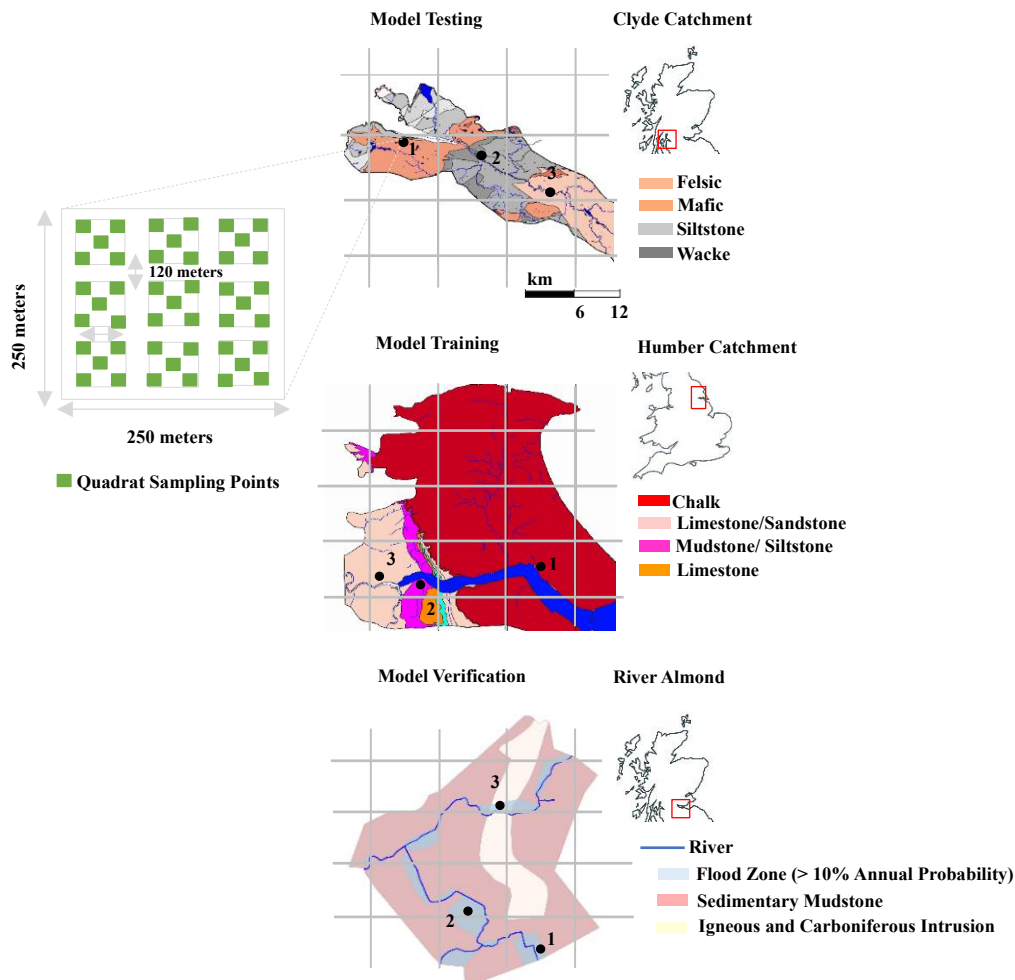 Model Testing
Clyde Catchment
1
2
3
Felsic
Mafic
Siltstone
Wacke
km
6 12
250 meters
120 meters
250 meters
Quadrat Sampling Points
Model Training
Humber Catchment
3
1
2
Chalk
Limestone/Sandstone
Mudstone/ Siltstone
Limestone
Model Verification
River Almond
3
2
1
River
Flood Zone (> 10% Annual Probability)
Sedimentary Mudstone
Igneous and Carboniferous Intrusion